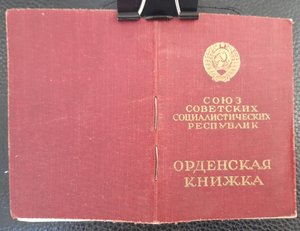 СОЮЗ
СОВЕТСКИХ
СОЦИАЛИСТИЧЕСКИХ
РЕСПУБЛИК
ОРДЕНСКАЯ
КНИЖКА